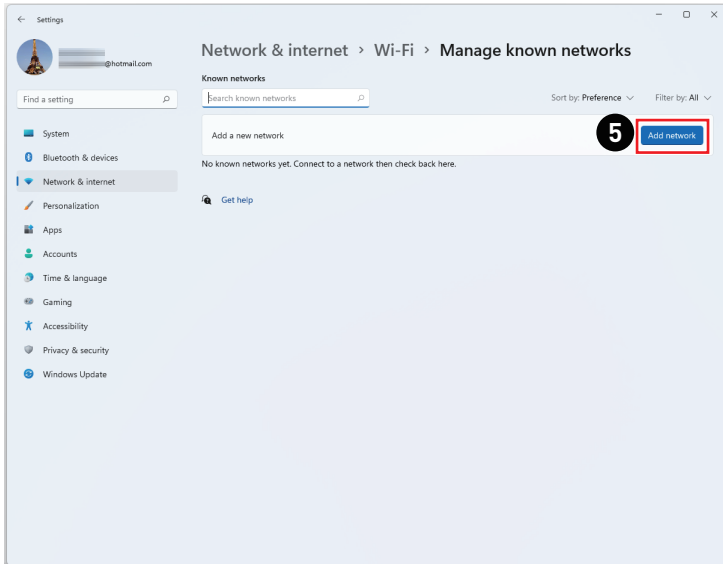 Settings
@hotmail.com
Find a setting
System
Bluetooth & devices
Network & internet
Personalization
Apps
Accounts
Time & language
Gaming
Accessibility
Privacy & security
Windows Update
Network & internet > Wi-Fi > Manage known networks
Known networks
Search known networks
Sort by: Preference Filter by: All
Add a new network 5 Add network
No known networks yet. Connect to a network then check back here.
Get help